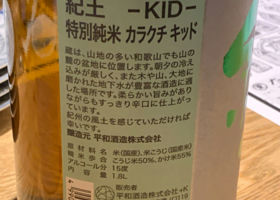 紀土 -KID-
特別純米 カラクチ キッド
蔵は、山地の多い和歌山でも山の
麓の盆地に位置します。朝夕の冷え
込みが厳しく、また木や山、大地に
磨かれた地下水が豊富な酒造に適し
た場所です。柔らかい旨みがありな
がらもすっきり辛口に仕上がって
います。
紀州の風土を感じていただければ
幸いです。
醸造元 平和酒造株式会社
原材料名 米(国産)、米こうじ(国産米)
精米歩合 こうじ米50%、かけ米55%
アルコール分 15度
内容量 1.8L
販売者
平和酒造株式会社+K